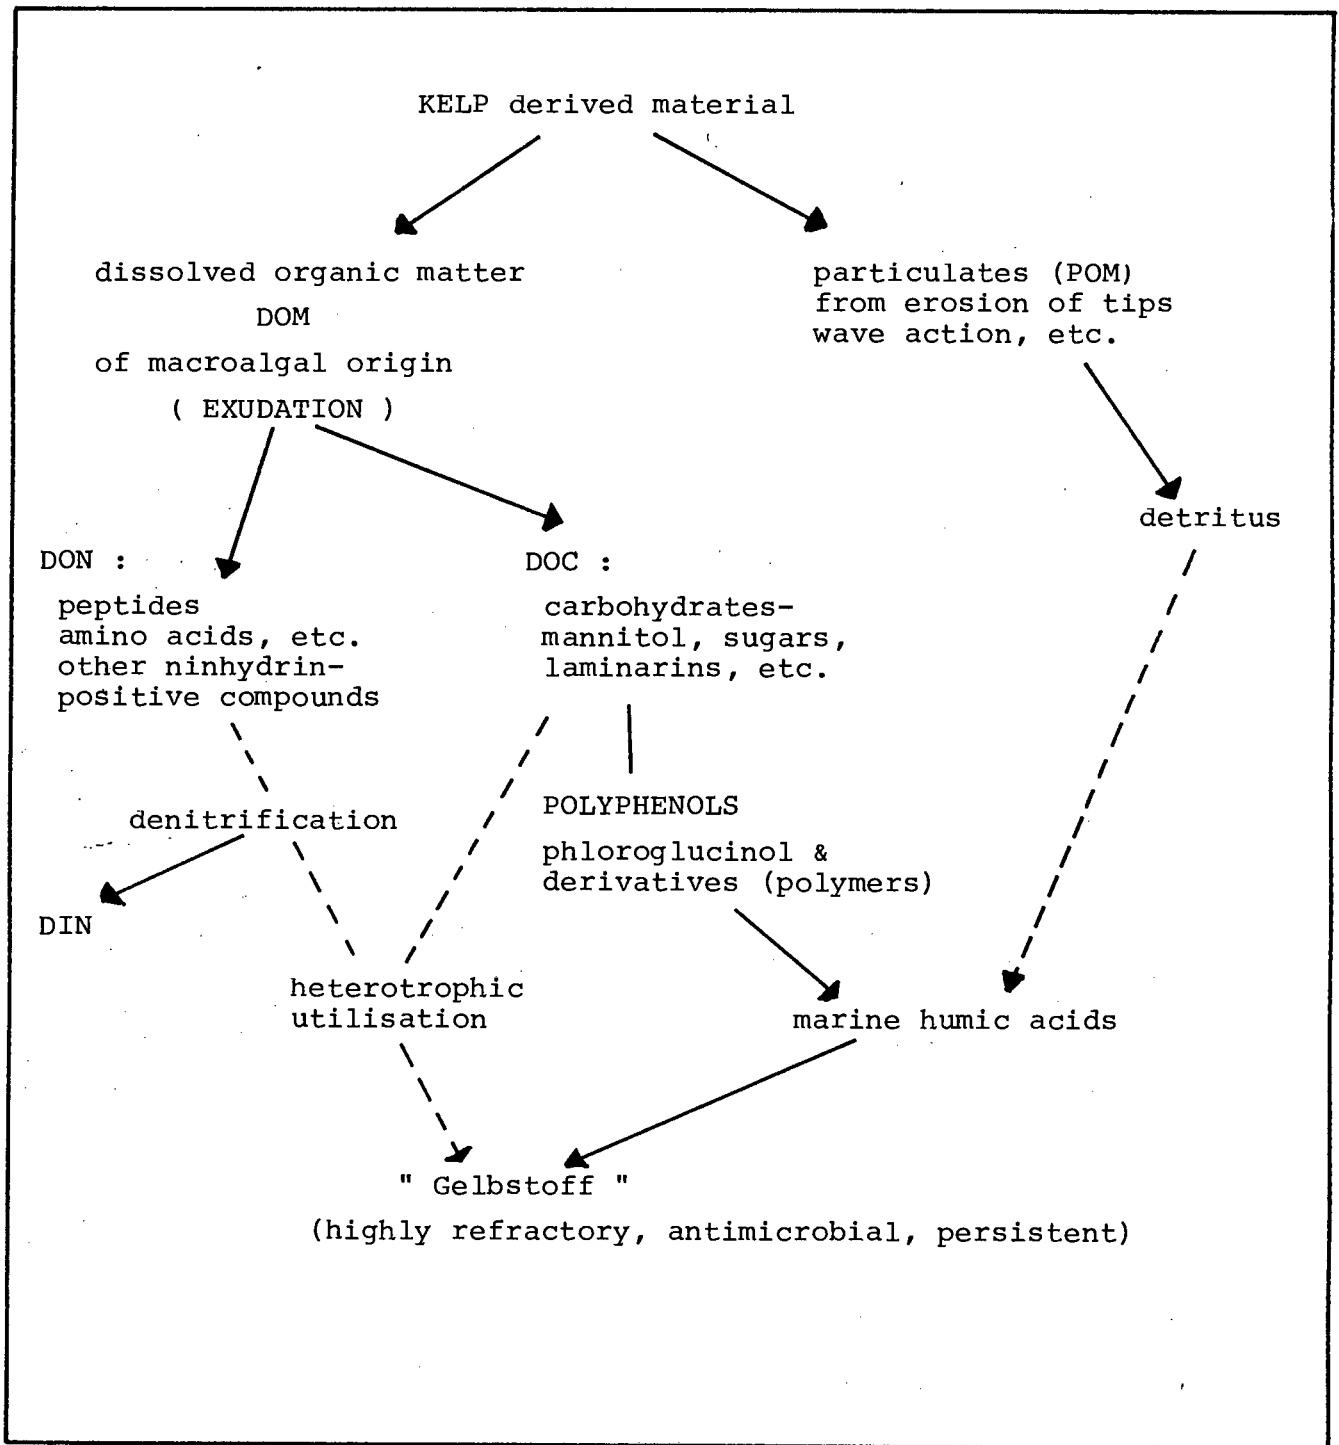 KELP derived material
dissolved organic matter
DOM
of macroalgal origin
( EXUDATION )
particulates (POM)
from erosion of tips
wave action, etc.
detritus
DON :
peptides
amino acids, etc.
other ninhydrin-
positive compounds
DOC :
carbohydrates-
mannitol, sugars,
laminarins, etc.
denitrification
DIN
POLYPHENOLS
phloroglucinol &
derivatives (polymers)
heterotrophic
utilisation
marine humic acids
" Gelbstoff "
(highly refractory, antimicrobial, persistent)